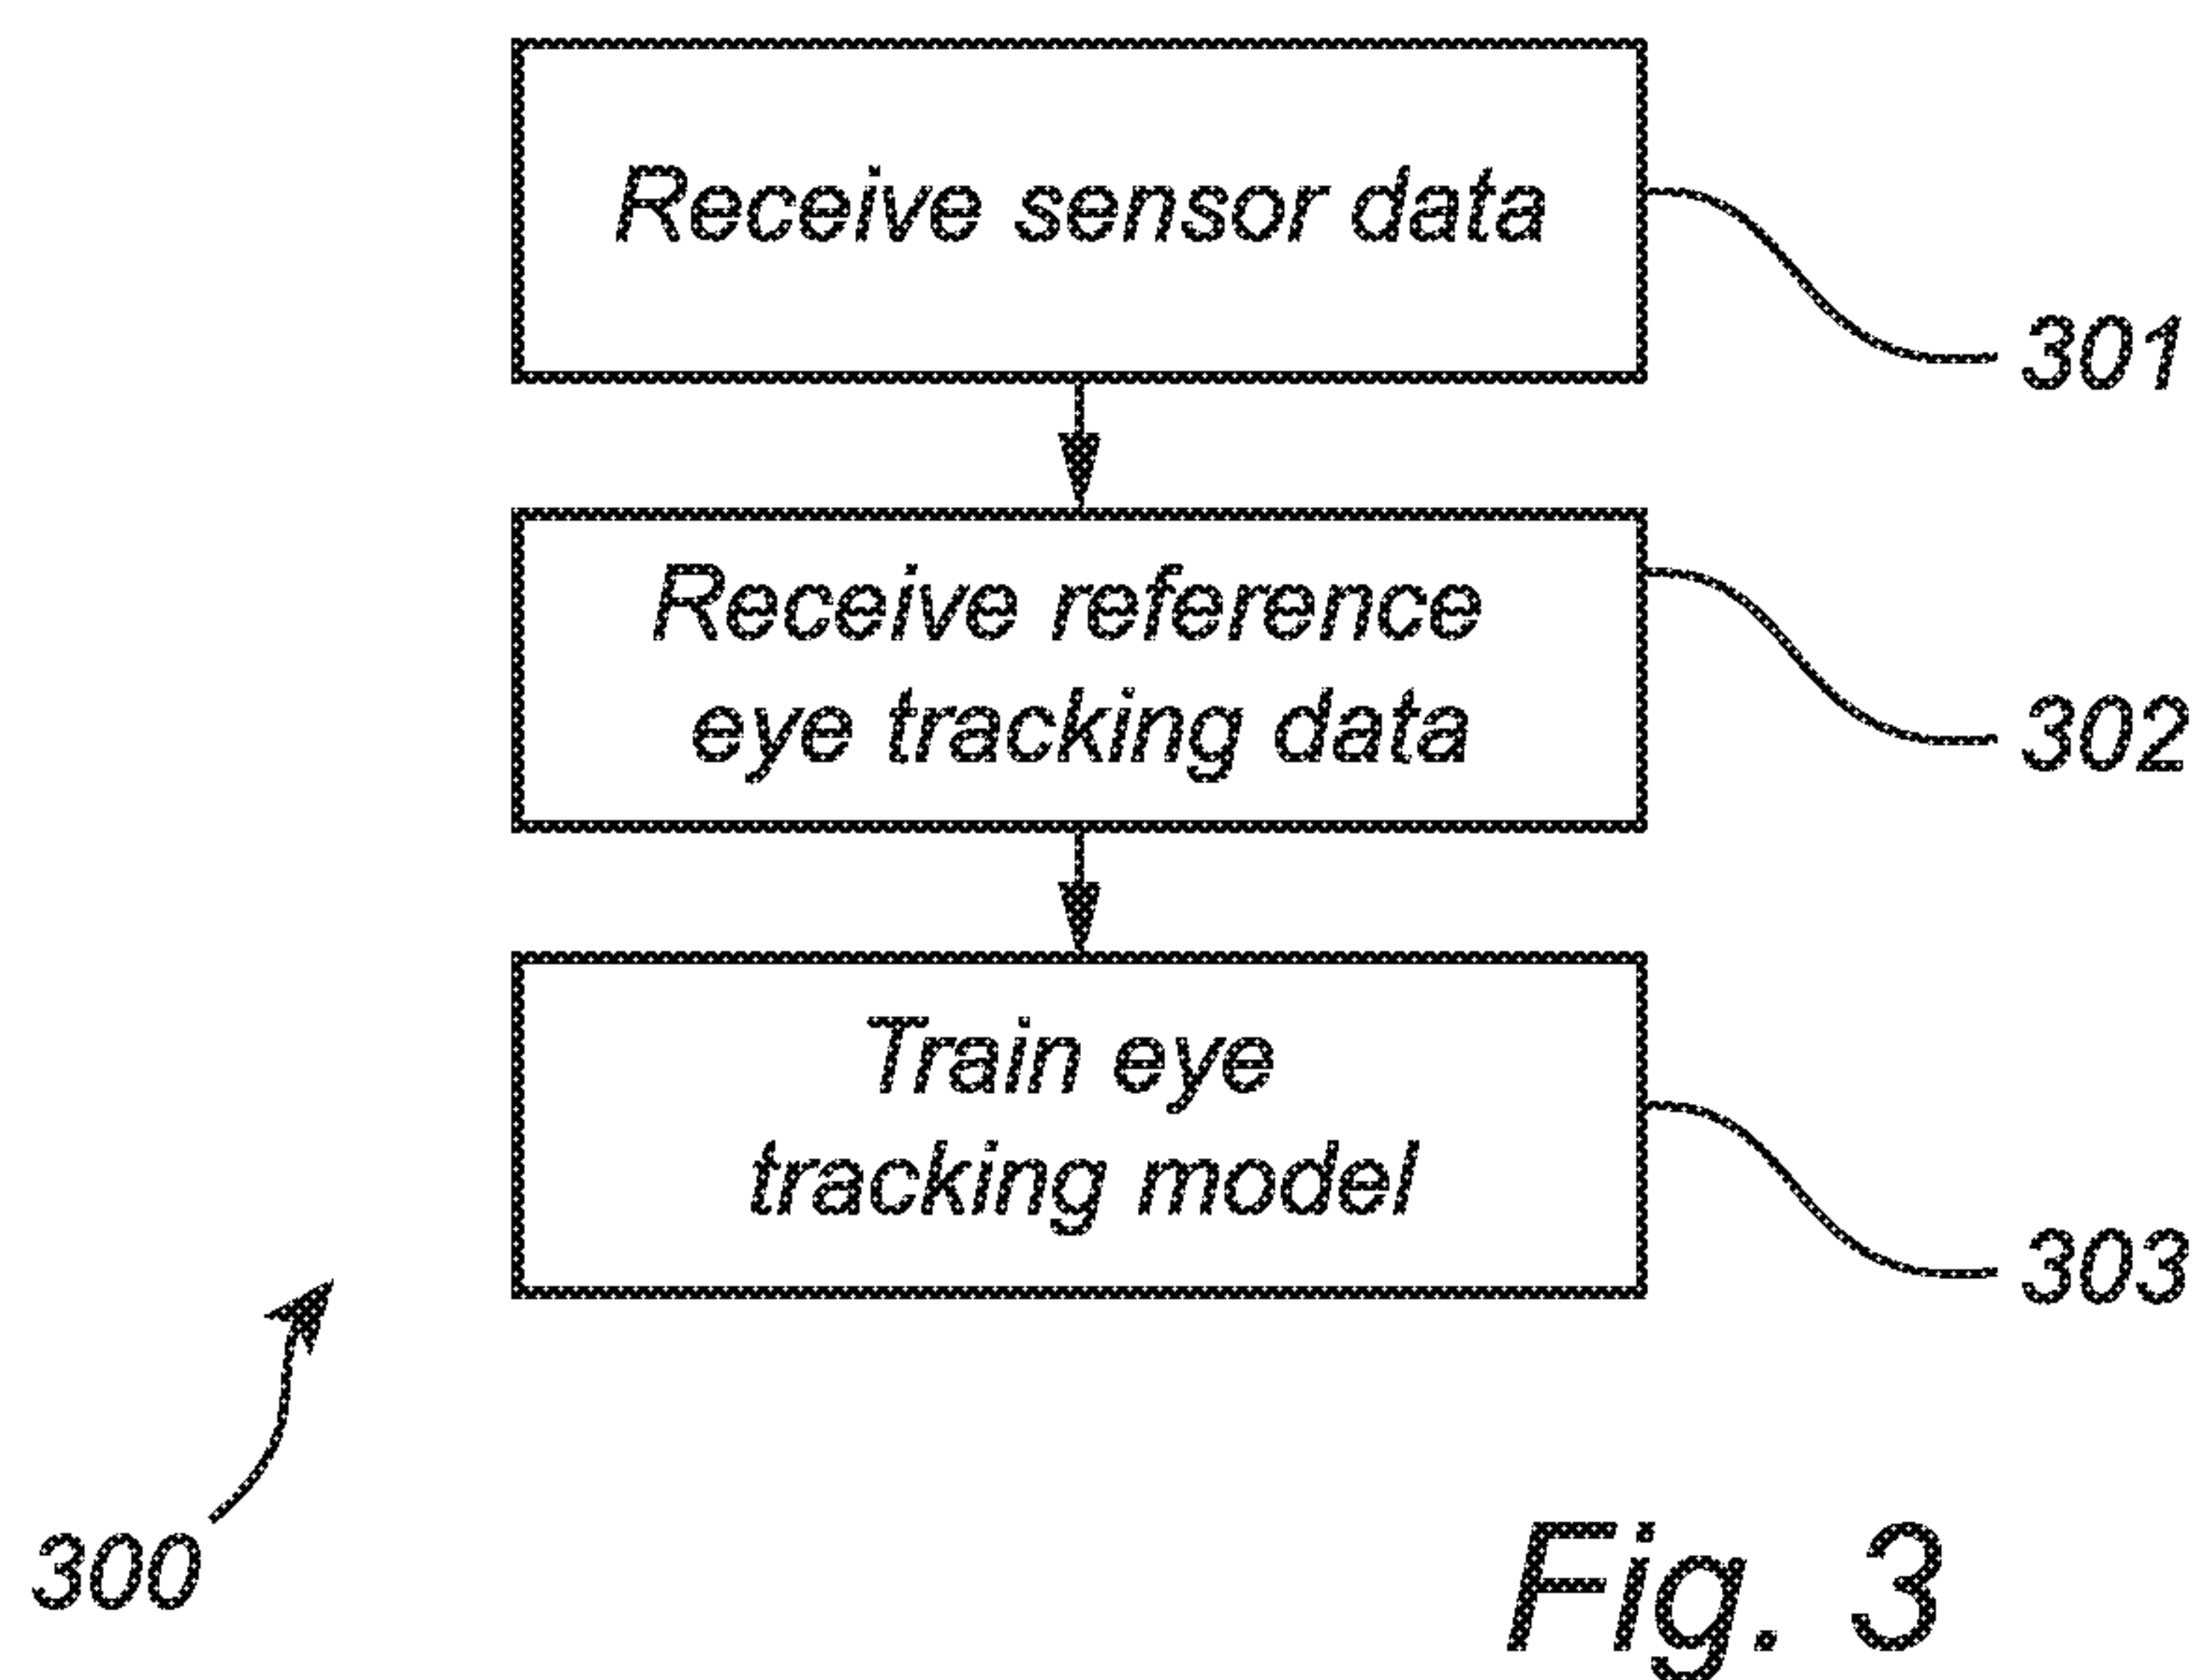 Receive sensor data
301
Receive reference
eye tracking data
302
Train eye
tracking model
303
300
Fig. 3